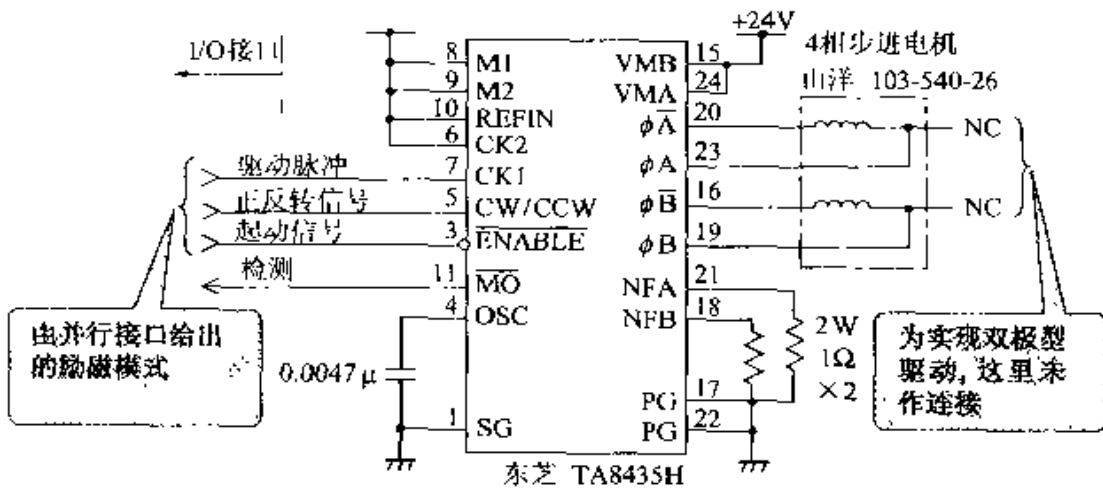 I/O接口
+24V
4相步进电机
山洋 103-540-26
8 M1
9 M2
10 REFIN
6 CK2
驱动脉冲 7 CK1
正反转信号 5 CW/CCW
起动信号 3 ENABLE
检测 11 MO
4 OSC
0.0047μ
1 SG
VMB 15
VMA 24
φA 20
φA 23
φB 16
φB 19
NFA 21
NFB 18
PG 17
PG 22
NC
NC
2W
1Ω
×2
由并行接口给出
的励磁模式
为实现双极型
驱动,这里未
作连接
东芝 TA8435H